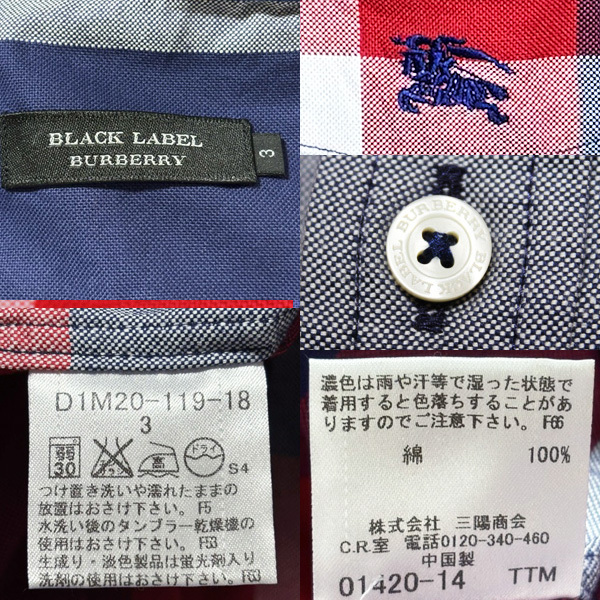 BLACK LABEL
BURBERRY
3
BLACK LABEL BURBERRY
D1M20-119-18
3
弱
30
中
ドライ
S4
つけ置き洗いや濡れたままの
放置はおさけ下さい。F5
水洗い後のタンブラー乾燥機の
使用はおさけ下さい。F53
生成り・淡色製品は蛍光剤入り
洗剤の使用はおさけ下さい。F63
濃色は雨や汗等で湿った状態で
着用すると色落ちすることがあ
りますのでご注意下さい。F66
綿 100%
株式会社 三陽商会
C.R.室 電話0120-340-460
中国製
01420-14 TTM